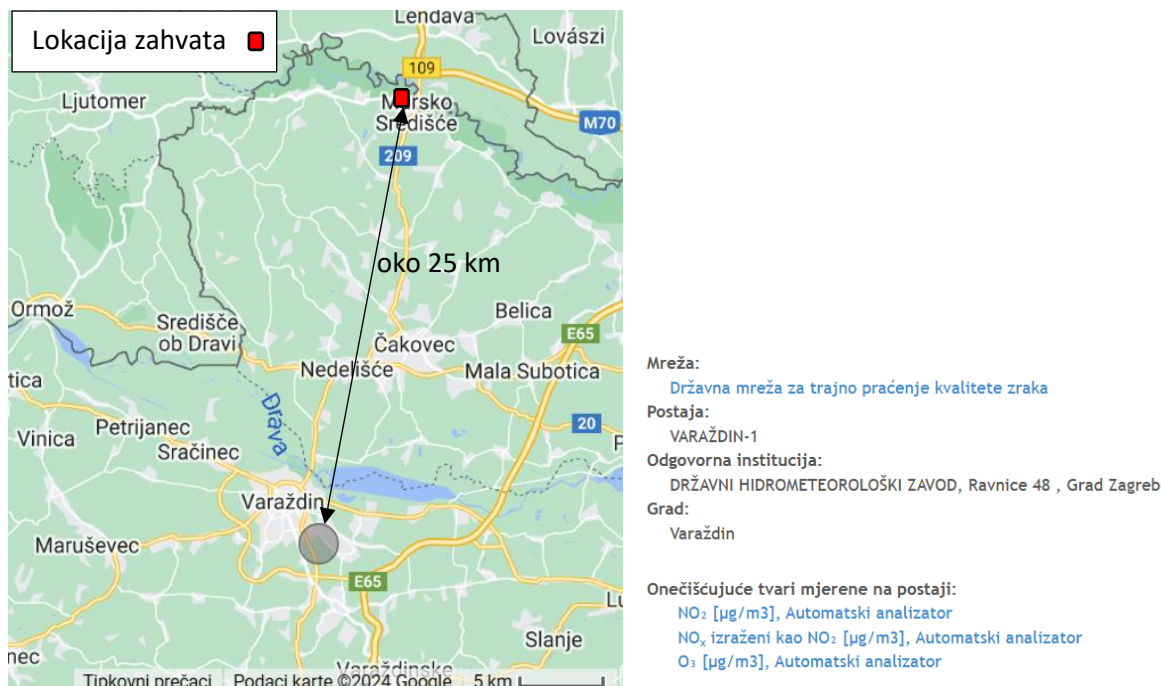 Lokacija zahvata
Lendava
Lovászi
109
Ljutomer
Mursko
Središće
M70
209
oko 25 km
Ormož
Belica
Središče
ob Dravi
E65
Čakovec
Nedelišće
Mala Subotica
tica
Drava
20
Petrijanec
Vinica
Sračinec
Varaždin
Maruševec
E65
Slanje
nec
Varaždinske
Tipkovni prečaci
Podaci karte ©2024 Google
5 km
Mreža:
Državna mreža za trajno praćenje kvalitete zraka
Postaja:
VARAŽDIN-1
Odgovorna institucija:
DRŽAVNI HIDROMETEOROLOŠKI ZAVOD, Ravnice 48 , Grad Zagreb
Grad:
Varaždin
Onečišćujuće tvari mjerene na postaji:
NO₂ [µg/m3], Automatski analizator
NOₓ izraženi kao NO₂ [µg/m3], Automatski analizator
O₃ [µg/m3], Automatski analizator